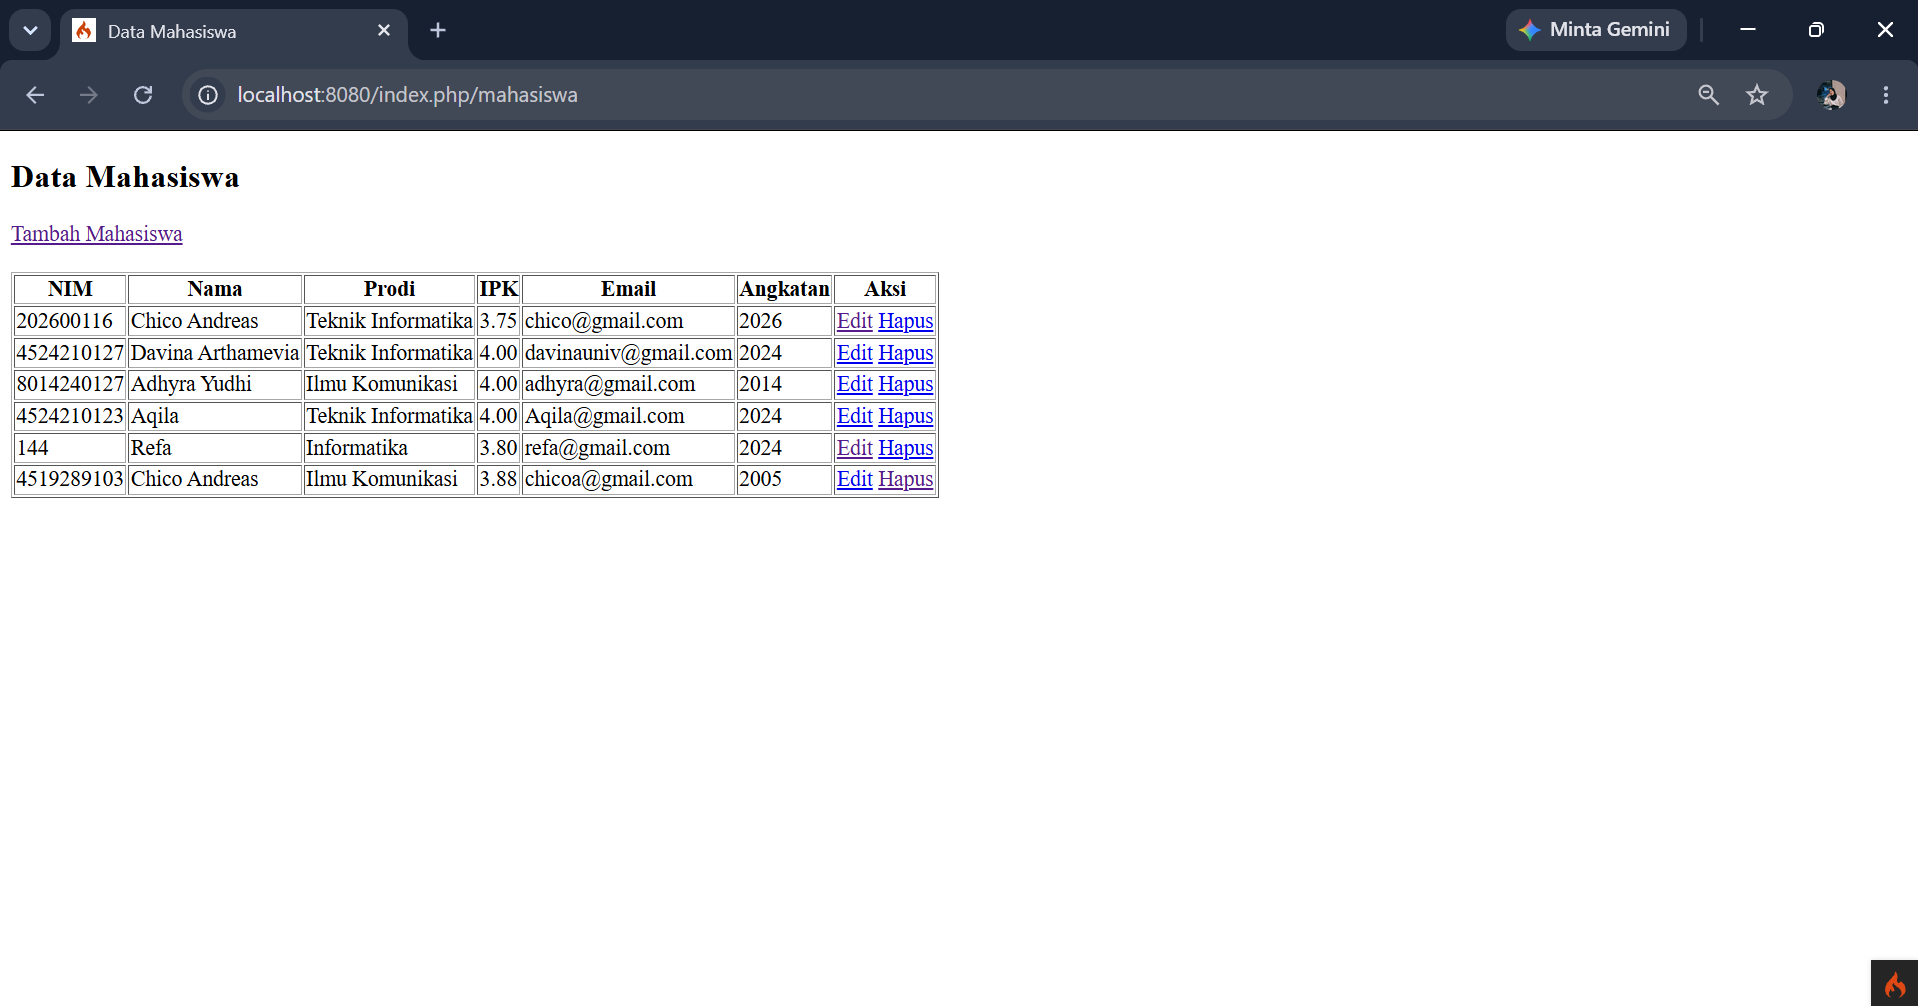 Data Mahasiswa
Minta Gemini
localhost:8080/index.php/mahasiswa
Data Mahasiswa
Tambah Mahasiswa
NIM Nama Prodi IPK Email Angkatan Aksi
202600116 Chico Andreas Teknik Informatika 3.75 chico@gmail.com 2026 Edit Hapus
4524210127 Davina Arthamevia Teknik Informatika 4.00 davinauniv@gmail.com 2024 Edit Hapus
8014240127 Adhyra Yudhi Ilmu Komunikasi 4.00 adhyra@gmail.com 2014 Edit Hapus
4524210123 Aqila Teknik Informatika 4.00 Aqila@gmail.com 2024 Edit Hapus
144 Refa Informatika 3.80 refa@gmail.com 2024 Edit Hapus
4519289103 Chico Andreas Ilmu Komunikasi 3.88 chicoa@gmail.com 2005 Edit Hapus